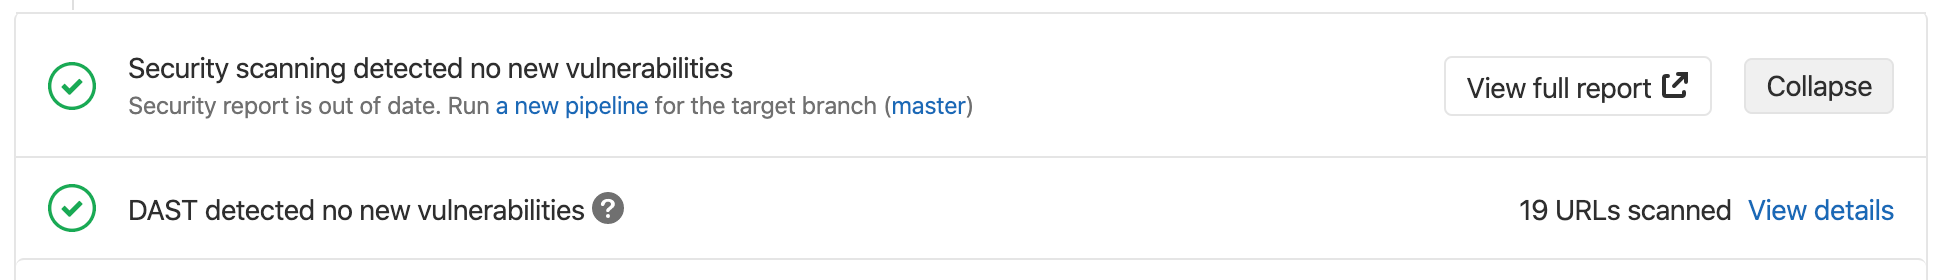 Security scanning detected no new vulnerabilities
Security report is out of date. Run a new pipeline for the target branch (master)
View full report
Collapse
DAST detected no new vulnerabilities ?
19 URLs scanned View details